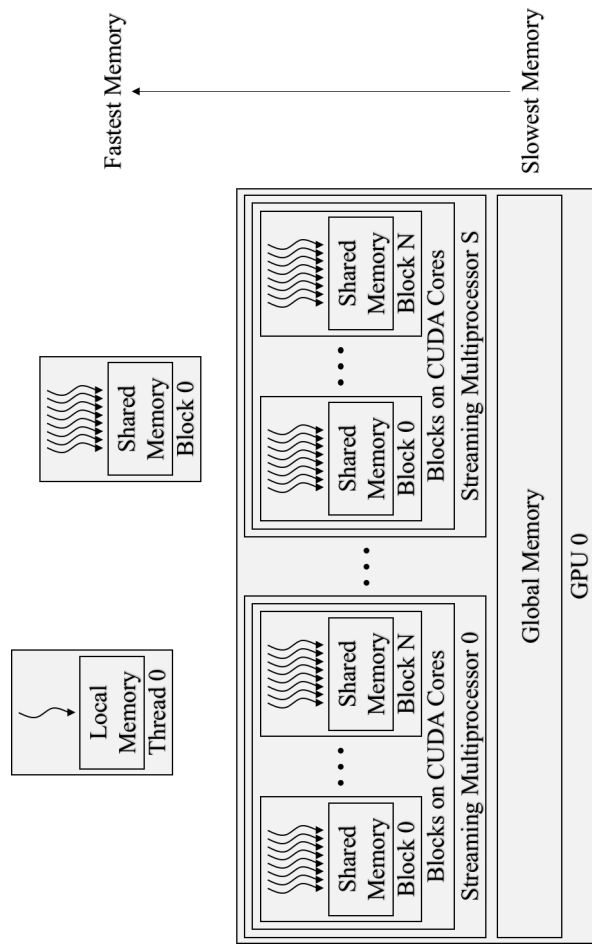 Local
Memory
Thread 0
Shared
Memory
Block 0
Fastest Memory
Shared
Memory
Block 0
Shared
Memory
Block N
Blocks on CUDA Cores
Streaming Multiprocessor 0
Shared
Memory
Block 0
Shared
Memory
Block N
Blocks on CUDA Cores
Streaming Multiprocessor S
Global Memory
GPU 0
Slowest Memory